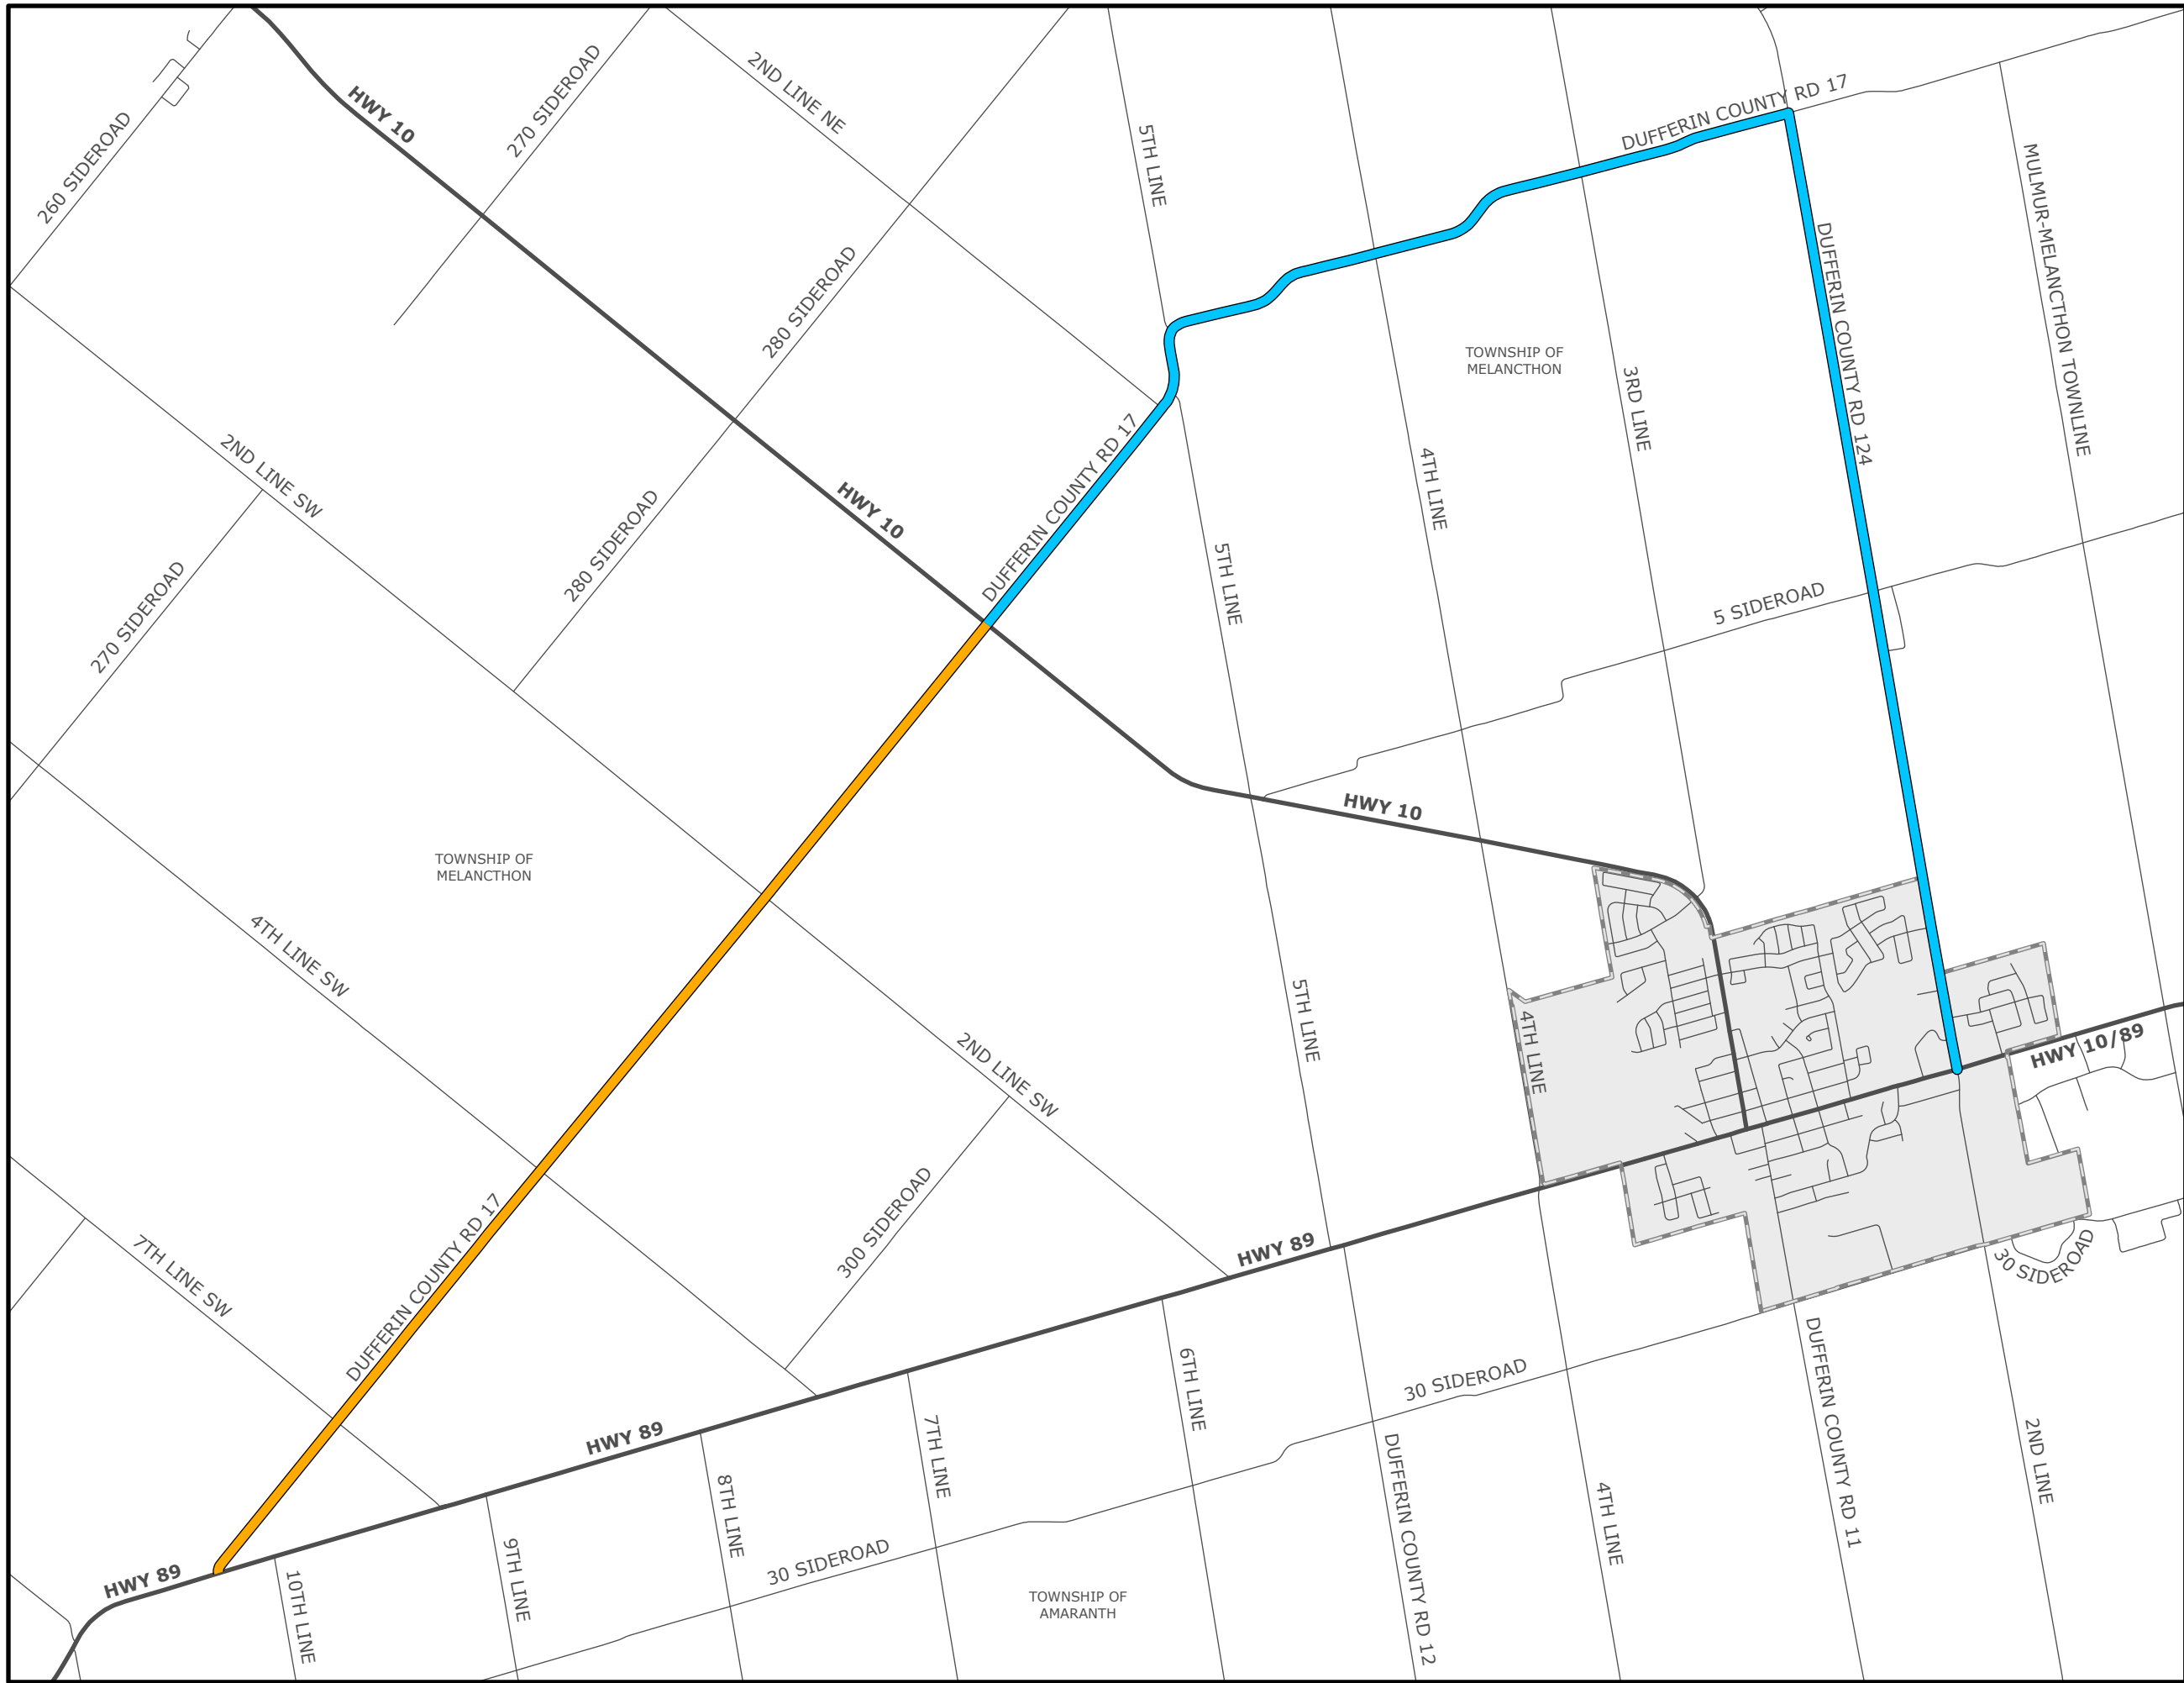 260 SIDEROAD
HWY 10
270 SIDEROAD
2ND LINE NE
5TH LINE
DUFFERIN COUNTY RD 17
MULMUR-MELANCTHON TOWNLINE
280 SIDEROAD
DUFFERIN COUNTY RD 124
TOWNSHIP OF
MELANCTHON
3RD LINE
4TH LINE
2ND LINE SW
HWY 10
DUFFERIN COUNTY RD 17
280 SIDEROAD
270 SIDEROAD
5TH LINE
5 SIDEROAD
HWY 10
TOWNSHIP OF
MELANCTHON
4TH LINE SW
5TH LINE
4TH LINE
2ND LINE SW
HWY 10/89
DUFFERIN COUNTY RD 17
300 SIDEROAD
7TH LINE SW
HWY 89
30 SIDEROAD
6TH LINE
30 SIDEROAD
DUFFERIN COUNTY RD 11
HWY 89
7TH LINE
2ND LINE
8TH LINE
DUFFERIN COUNTY RD 12
4TH LINE
HWY 89
9TH LINE
30 SIDEROAD
10TH LINE
TOWNSHIP OF
AMARANTH